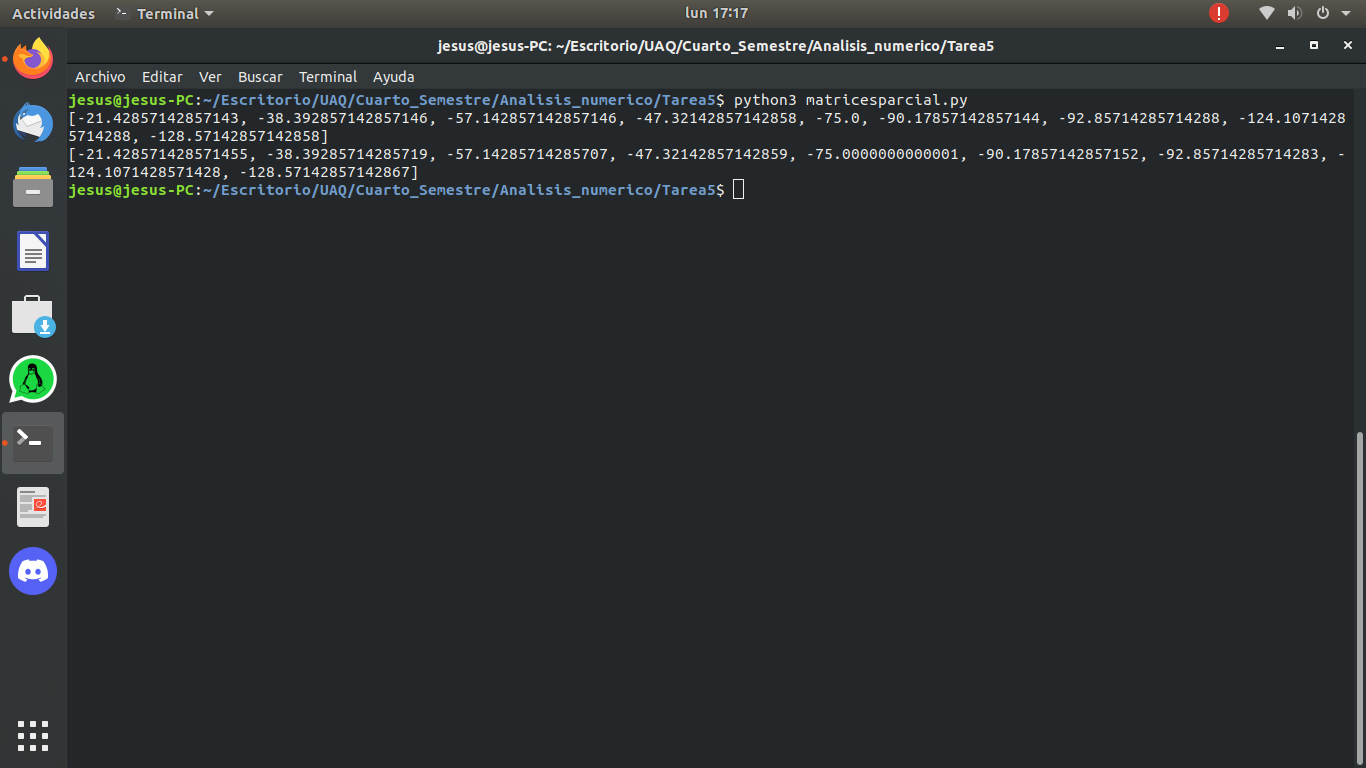 Actividades Terminal lun 17:17
jesus@jesus-PC: ~/Escritorio/UAQ/Cuarto_Semestre/Analisis_numerico/Tarea5
Archivo Editar Ver Buscar Terminal Ayuda
jesus@jesus-PC:~/Escritorio/UAQ/Cuarto_Semestre/Analisis_numerico/Tarea5$ python3 matricesparcial.py
[-21.42857142857143, -38.392857142857146, -57.142857142857146, -47.32142857142858, -75.0, -90.17857142857144, -92.85714285714288, -124.1071428
5714288, -128.57142857142858]
[-21.428571428571455, -38.39285714285719, -57.14285714285707, -47.32142857142859, -75.0000000000001, -90.17857142857152, -92.85714285714283, -
124.1071428571428, -128.57142857142867]
jesus@jesus-PC:~/Escritorio/UAQ/Cuarto_Semestre/Analisis_numerico/Tarea5$